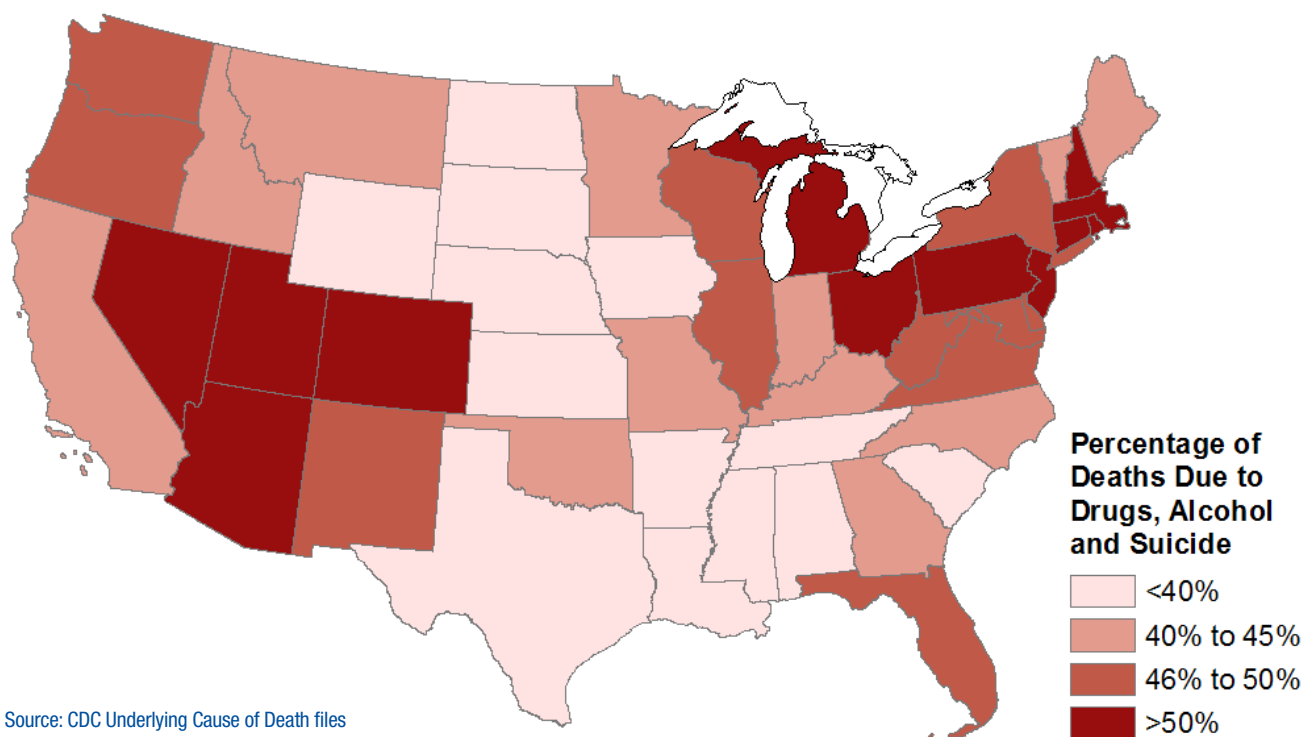 Percentage of
Deaths Due to
Drugs, Alcohol
and Suicide
<40%
40% to 45%
46% to 50%
>50%
Source: CDC Underlying Cause of Death files